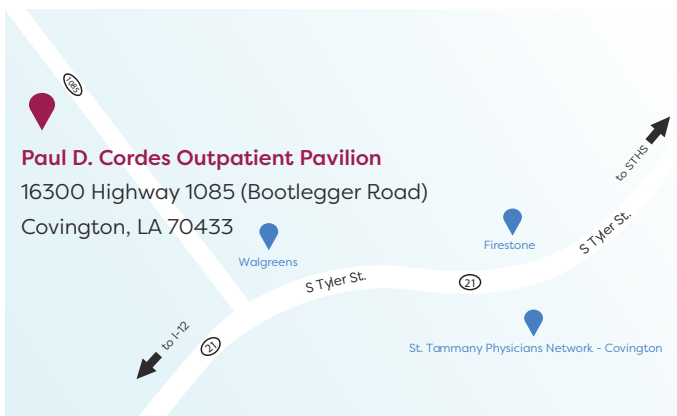 1085
Paul D. Cordes Outpatient Pavilion
16300 Highway 1085 (Bootlegger Road)
Covington, LA 70433
to STHS
Walgreens
Firestone
S Tyler St.
S Tyler St.
21
to I-12
21
St. Tammany Physicians Network - Covington